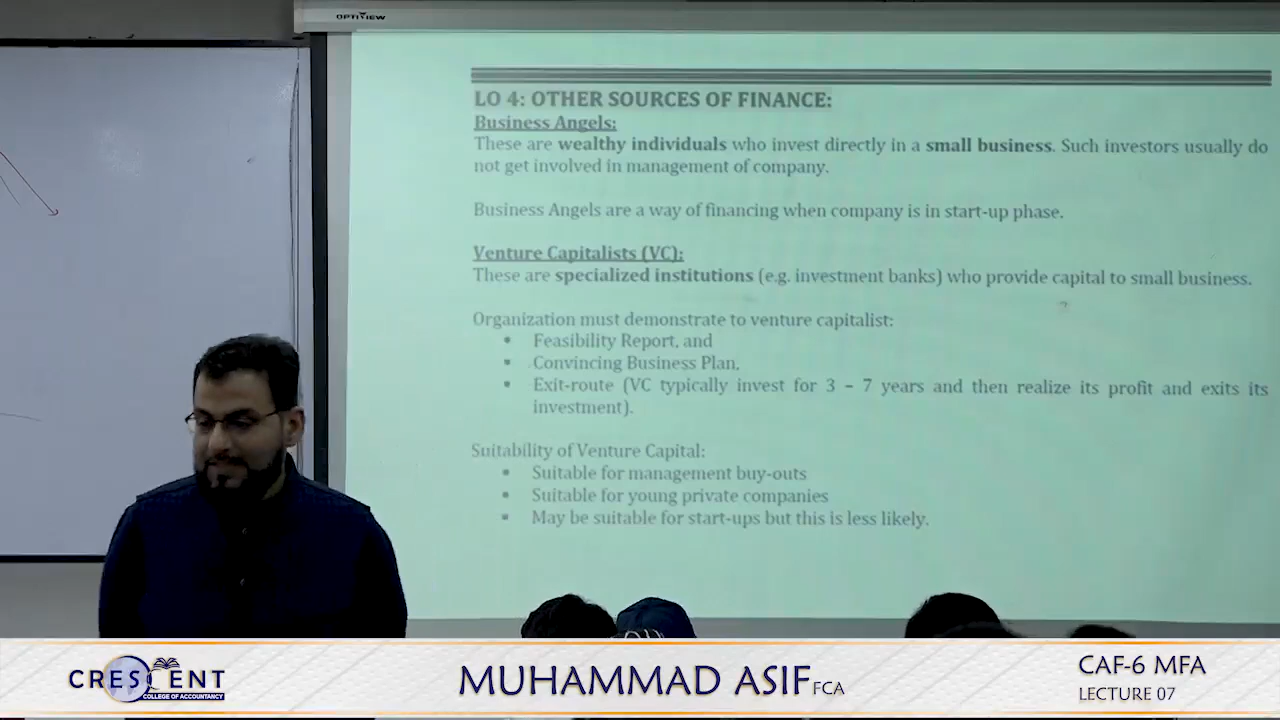 OPTIVIEW
LO 4: OTHER SOURCES OF FINANCE:
Business Angels:
These are wealthy individuals who invest directly in a small business. Such investors usually do
not get involved in management of company.
Business Angels are a way of financing when company is in start-up phase.
Venture Capitalists (VC):
These are specialized institutions (e.g. investment banks) who provide capital to small business.
Organization must demonstrate to venture capitalist:
• Feasibility Report, and
• Convincing Business Plan.
• Exit-route (VC typically invest for 3 – 7 years and then realize its profit and exits its
investment).
Suitability of Venture Capital:
• Suitable for management buy-outs
• Suitable for young private companies
• May be suitable for start-ups but this is less likely.
CRESCENT
COLLEGE OF ACCOUNTANCY
MUHAMMAD ASIF FCA
CAF-6 MFA
LECTURE 07